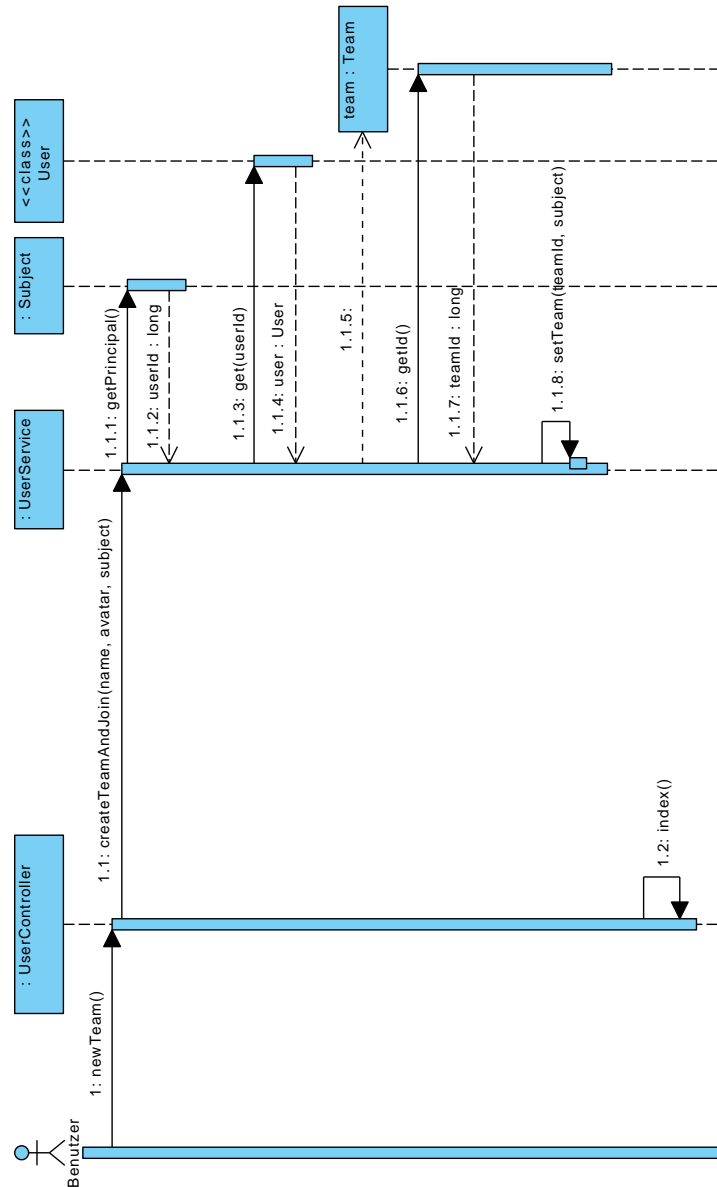 Benutzer
: UserController
: UserService
: Subject
<<class>>
User
team : Team
1: newTeam()
1.1: createTeamAndJoin(name, avatar, subject)
1.1.1: getPrincipal()
1.1.2: userId : long
1.1.3: get(userId)
1.1.4: user : User
1.1.5:
1.1.6: getId()
1.1.7: teamId : long
1.1.8: setTeam(teamId, subject)
1.2: index()